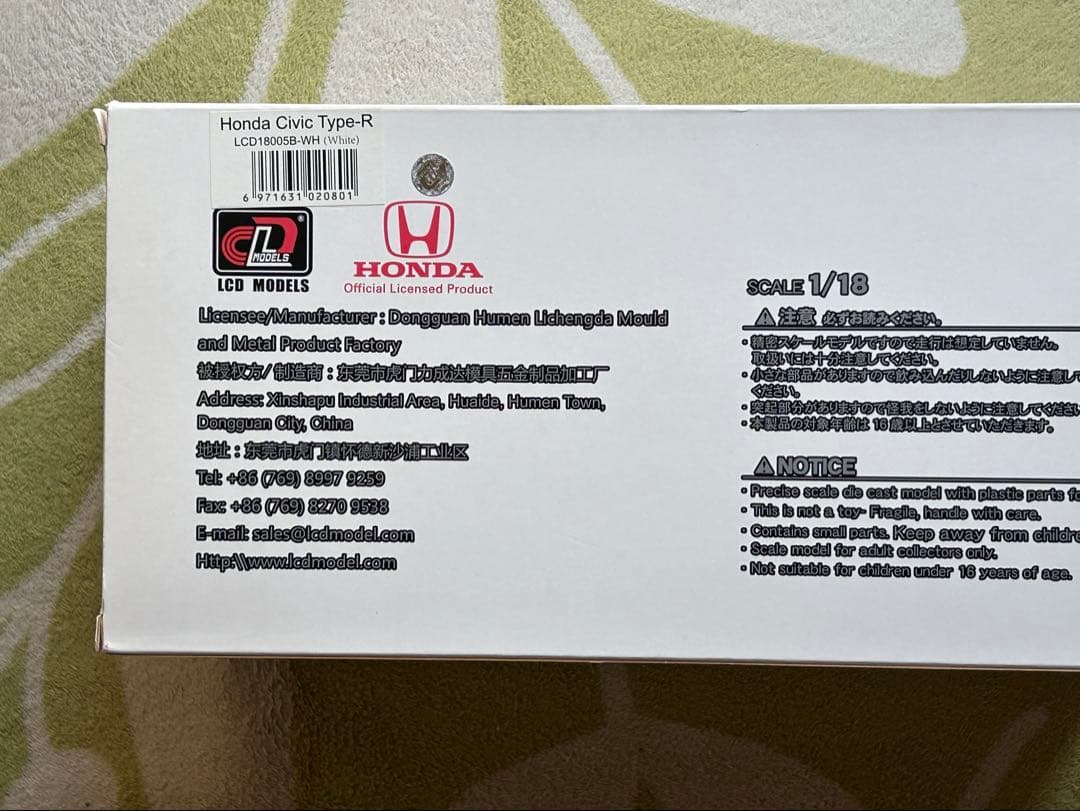 Honda Civic Type-R
LCD18005B-WH (White)
6 971631 020801
LCD
MODELS
®
LCD MODELS
HONDA
Official Licensed Product
Licensee/Manufacturer : Dongguan Humen Lichengda Mould
and Metal Product Factory
被授权方/ 制造商 : 东莞市虎门力成达模具五金制品加工厂
Address: Xinshapu Industrial Area, Huaide, Humen Town,
Dongguan City, China
地址 : 东莞市虎门镇怀德新沙浦工业区
Tel: +86 (769) 8997 9259
Fax: +86 (769) 8270 9538
E-mail: sales@lcdmodel.com
Http:\\www.lcdmodel.com
SCALE 1/18
注意 必ずお読みください。
・精密スケールモデルですので走行は想定していません。
取扱いには十分注意してください。
・小さな部品がありますので飲み込んだりしないように注意して
ください。
・突起部分がありますので怪我をしないように注意してくださ
・本製品の対象年齢は 16 歳以上とさせていただきます。
NOTICE
・Precise scale die cast model with plastic parts fo
・This is not a toy- Fragile, handle with care.
・Contains small parts. Keep away from childre
・Scale model for adult collectors only.
・Not suitable for children under 16 years of age.